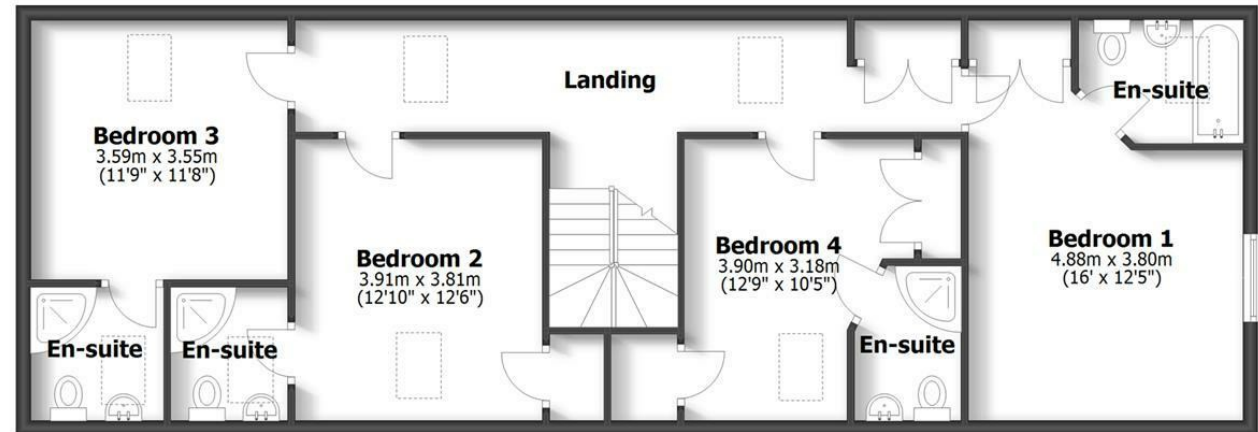 Landing
En-suite
Bedroom 3
3.59m x 3.55m
(11'9" x 11'8")
Bedroom 2
3.91m x 3.81m
(12'10" x 12'6")
Bedroom 4
3.90m x 3.18m
(12'9" x 10'5")
Bedroom 1
4.88m x 3.80m
(16' x 12'5")
En-suite
En-suite
En-suite